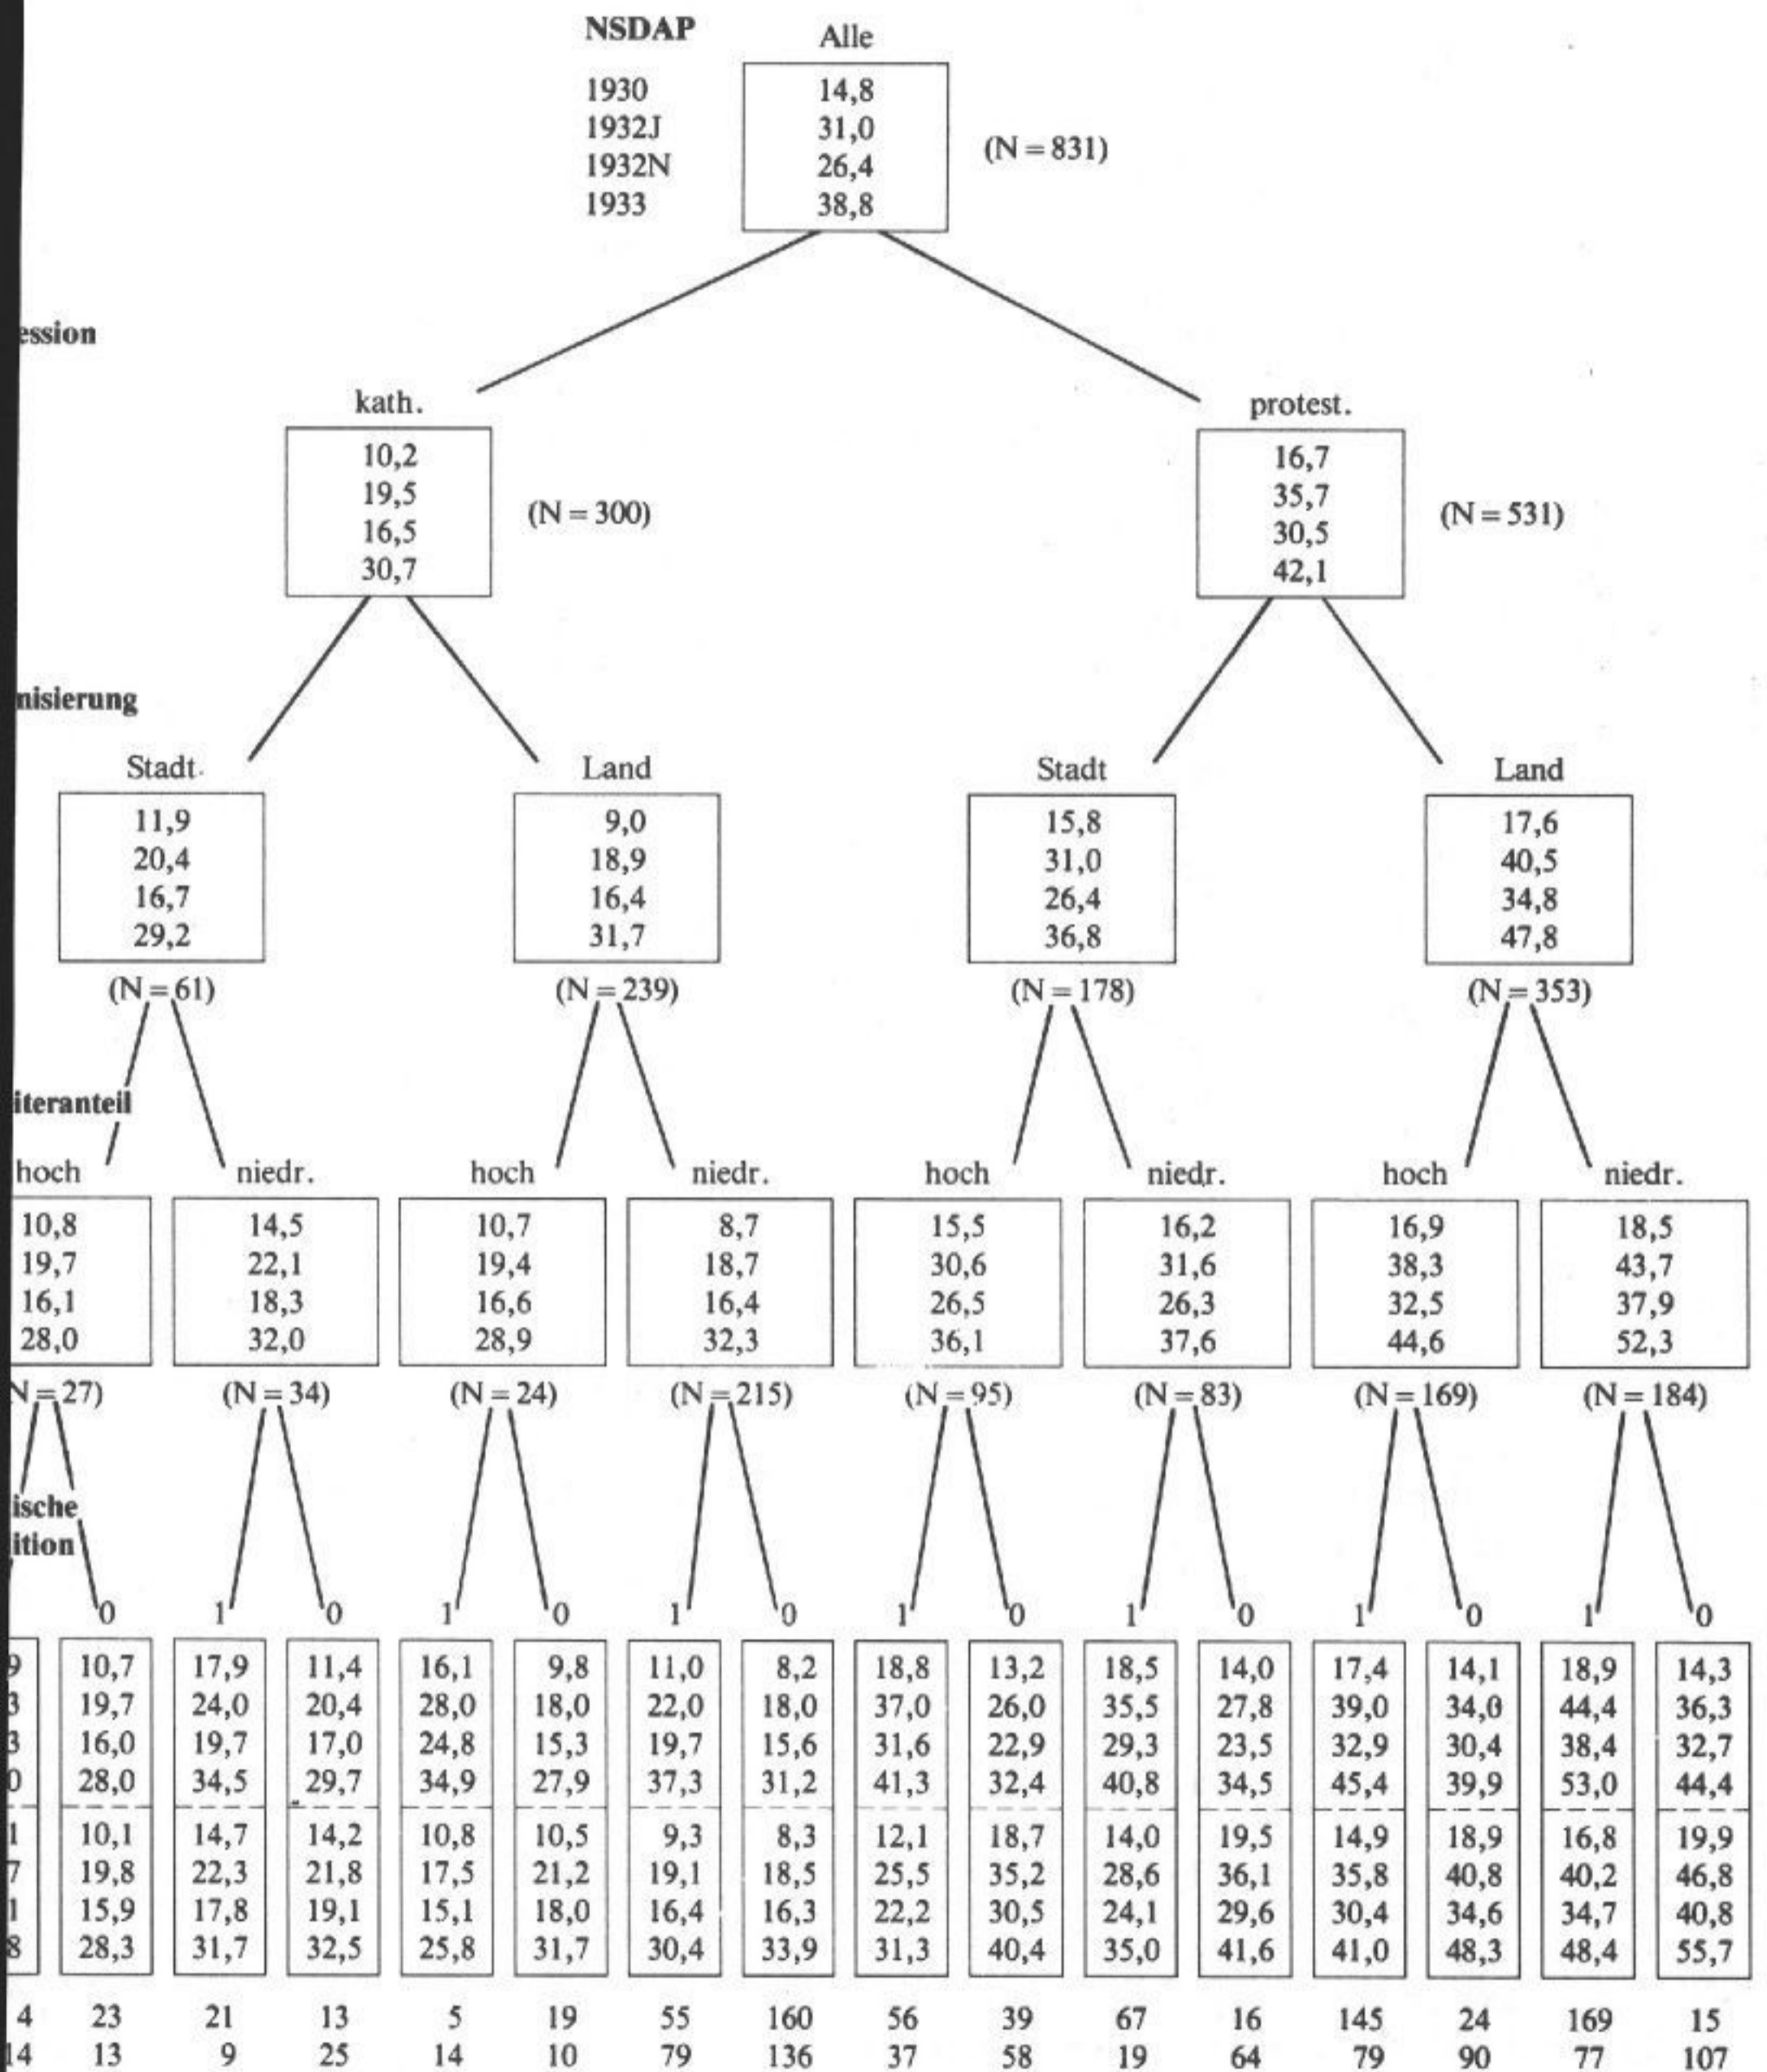 NSDAP Alle
1930 14,8
1932J 31,0 (N = 831)
1932N 26,4
1933 38,8
ession
kath. protest.
10,2 16,7
19,5 35,7
(N = 300) (N = 531)
16,5 30,5
30,7 42,1
nisierung
Stadt Land Stadt Land
11,9 9,0 15,8 17,6
20,4 18,9 31,0 40,5
16,7 16,4 26,4 34,8
29,2 31,7 36,8 47,8
(N = 61) (N = 239) (N = 178) (N = 353)
iteranteil
hoch niedr. hoch niedr. hoch niedr. hoch niedr.
10,8 14,5 10,7 8,7 15,5 16,2 16,9 18,5
19,7 22,1 19,4 18,7 30,6 31,6 38,3 43,7
16,1 18,3 16,6 16,4 26,5 26,3 32,5 37,9
28,0 32,0 28,9 32,3 36,1 37,6 44,6 52,3
N = 27) (N = 34) (N = 24) (N = 215) (N = 95) (N = 83) (N = 169) (N = 184)
ische
ition
0 1 0 1 0 1 0 1 0 1 0 1 0 1 0
9 10,7 17,9 11,4 16,1 9,8 11,0 8,2 18,8 13,2 18,5 14,0 17,4 14,1 18,9 14,3
3 19,7 24,0 20,4 28,0 18,0 22,0 18,0 37,0 26,0 35,5 27,8 39,0 34,0 44,4 36,3
3 16,0 19,7 17,0 24,8 15,3 19,7 15,6 31,6 22,9 29,3 23,5 32,9 30,4 38,4 32,7
0 28,0 34,5 29,7 34,9 27,9 37,3 31,2 41,3 32,4 40,8 34,5 45,4 39,9 53,0 44,4
1 10,1 14,7 14,2 10,8 10,5 9,3 8,3 12,1 18,7 14,0 19,5 14,9 18,9 16,8 19,9
7 19,8 22,3 21,8 17,5 21,2 19,1 18,5 25,5 35,2 28,6 36,1 35,8 40,8 40,2 46,8
1 15,9 17,8 19,1 15,1 18,0 16,4 16,3 22,2 30,5 24,1 29,6 30,4 34,6 34,7 40,8
8 28,3 31,7 32,5 25,8 31,7 30,4 33,9 31,3 40,4 35,0 41,6 41,0 48,3 48,4 55,7
4 23 21 13 5 19 55 160 56 39 67 16 145 24 169 15
14 13 9 25 14 10 79 136 37 58 19 64 79 90 77 107